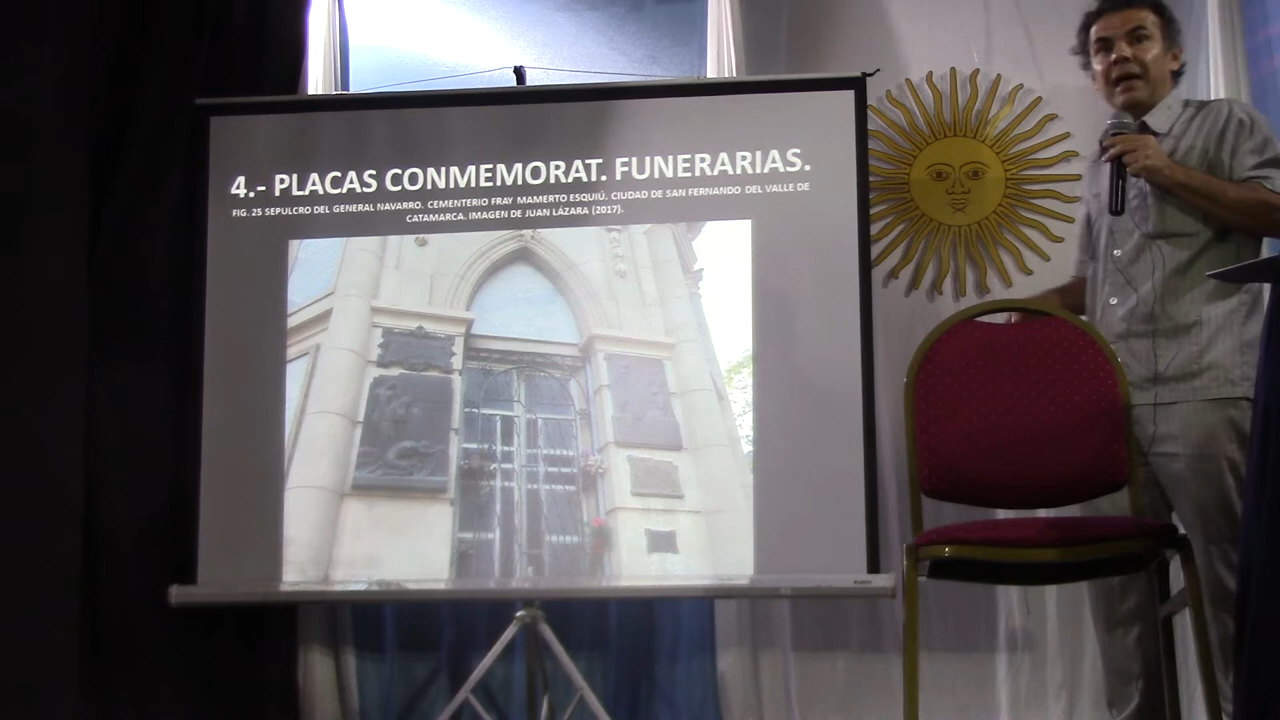 4.- PLACAS CONMEMORAT. FUNERARIAS.
FIG. 25 SEPULCRO DEL GENERAL NAVARRO. CEMENTERIO FRAY MAMERTO ESQUIÚ. CIUDAD DE SAN FERNANDO DEL VALLE DE
CATAMARCA. IMAGEN DE JUAN LÁZARA (2017).